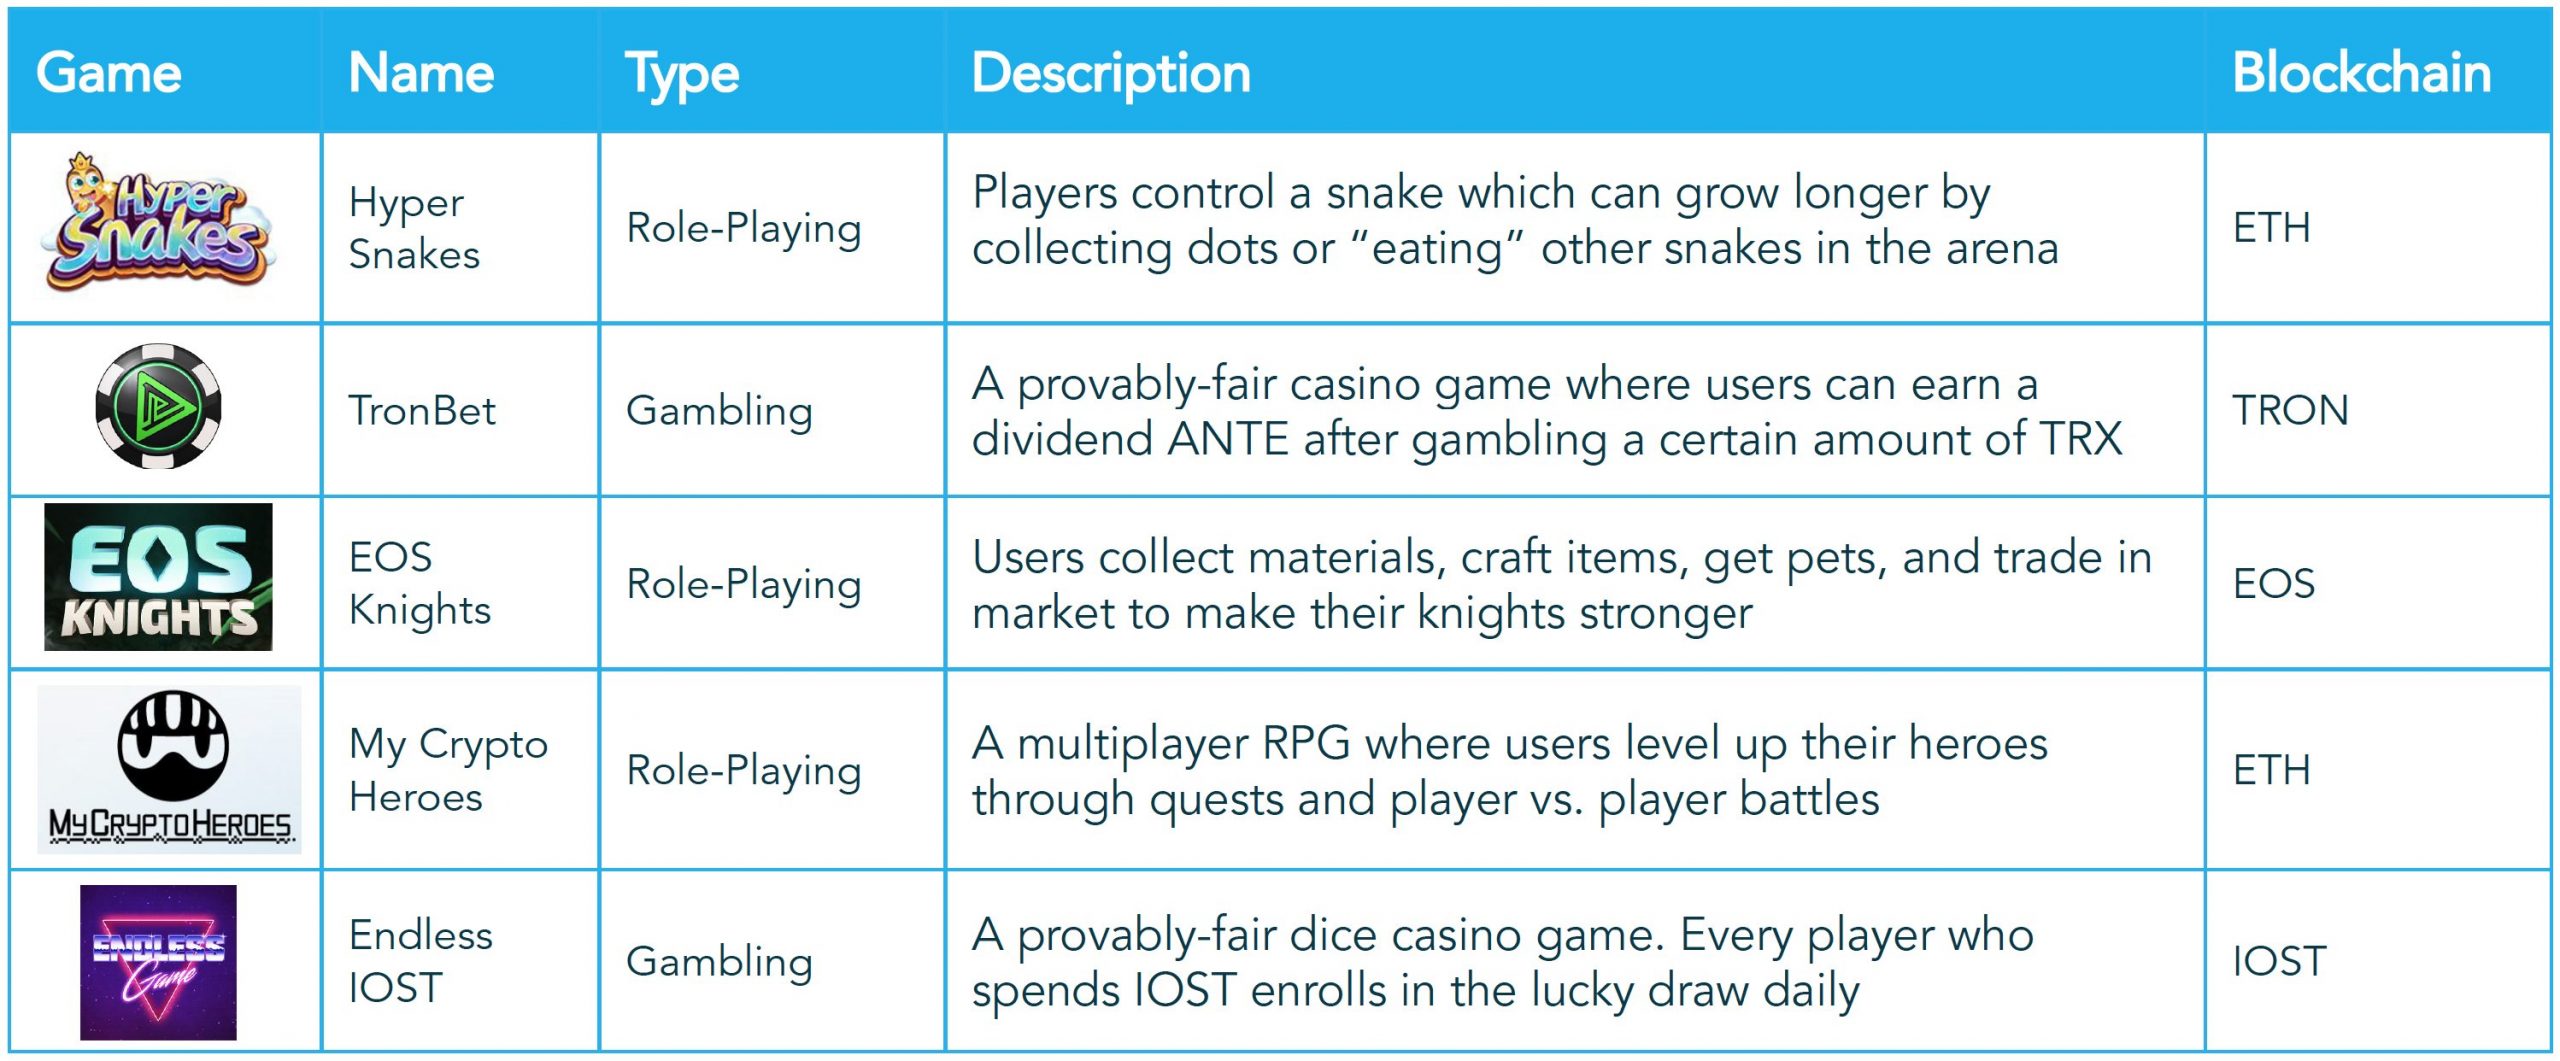 Game Name Type Description Blockchain
Hyper
Snakes
Hyper
Snakes
Role-Playing
Players control a snake which can grow longer by
collecting dots or “eating” other snakes in the arena
ETH
TronBet
Gambling
A provably-fair casino game where users can earn a
dividend ANTE after gambling a certain amount of TRX
TRON
EOS
KNIGHTS
EOS
Knights
Role-Playing
Users collect materials, craft items, get pets, and trade in
market to make their knights stronger
EOS
MYCRYPTOHEROES
My Crypto
Heroes
Role-Playing
A multiplayer RPG where users level up their heroes
through quests and player vs. player battles
ETH
ENDLESS
Game
Endless
IOST
Gambling
A provably-fair dice casino game. Every player who
spends IOST enrolls in the lucky draw daily
IOST